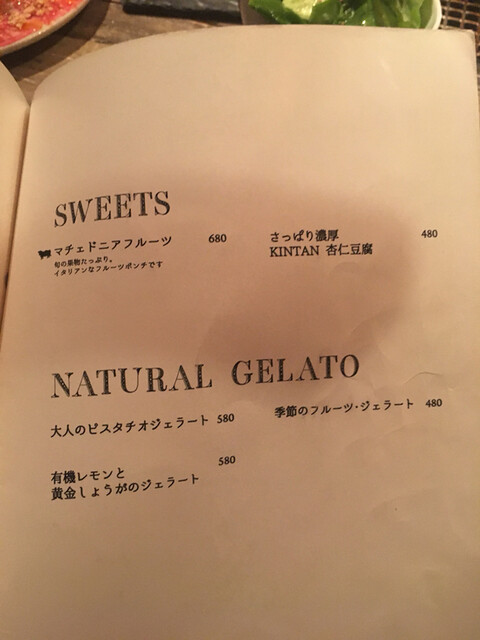 SWEETS
マチェドニアフルーツ 680
旬の果物たっぷり。
イタリアンなフルーツポンチです
さっぱり濃厚 480
KINTAN 杏仁豆腐
NATURAL GELATO
大人のピスタチオジェラート 580
季節のフルーツ・ジェラート 480
有機レモンと 580
黄金しょうがのジェラート